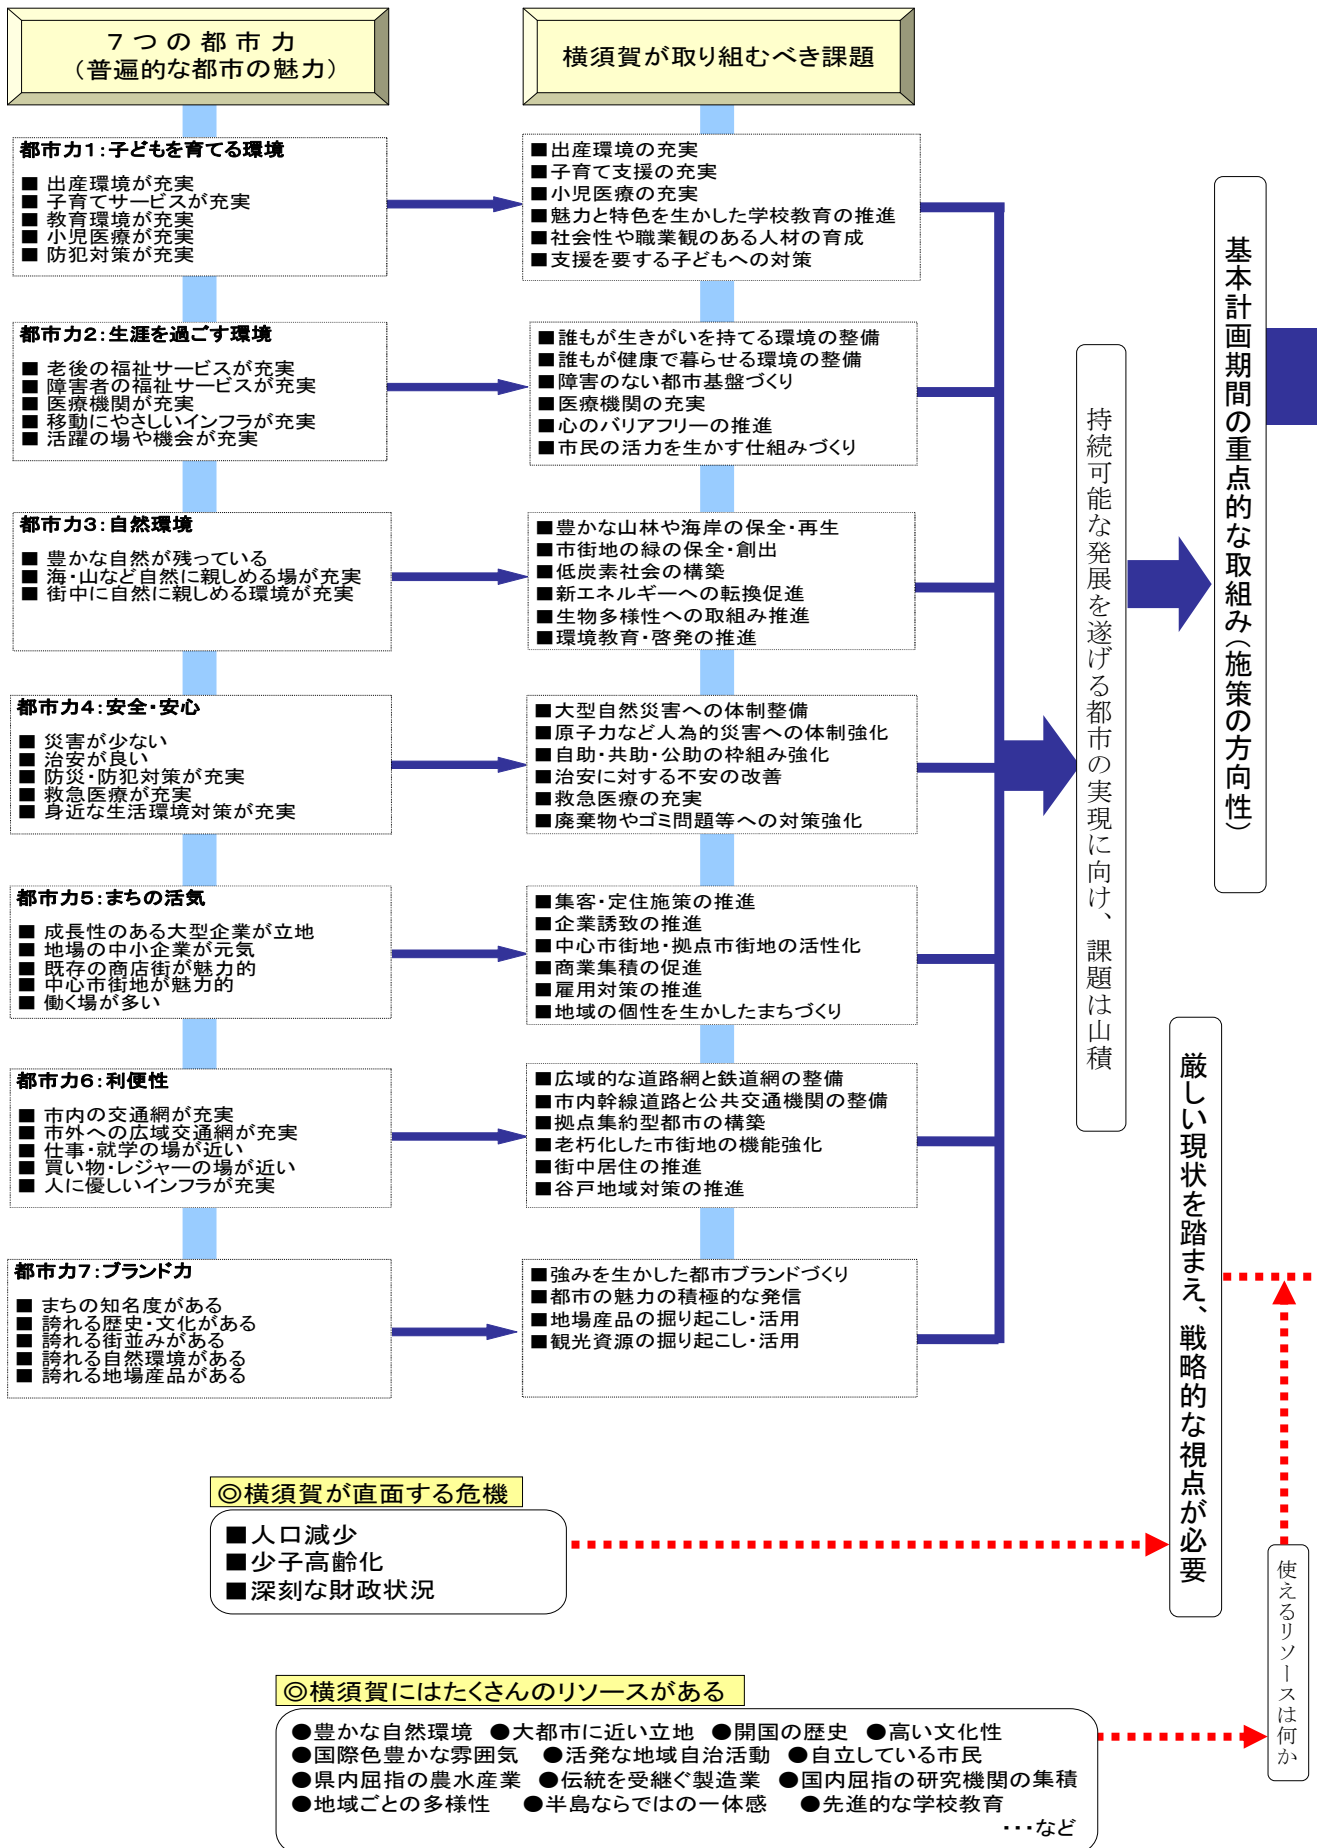 7つの都市力
（普遍的な都市の魅力）
横須賀が取り組むべき課題
都市力1：子どもを育てる環境
■ 出産環境が充実
■ 子育てサービスが充実
■ 教育環境が充実
■ 小児医療が充実
■ 防犯対策が充実
■出産環境の充実
■子育て支援の充実
■小児医療の充実
■魅力と特色を生かした学校教育の推進
■社会性や職業観のある人材の育成
■支援を要する子どもへの対策
都市力2：生涯を過ごす環境
■ 老後の福祉サービスが充実
■ 障害者の福祉サービスが充実
■ 医療機関が充実
■ 移動にやさしいインフラが充実
■ 活躍の場や機会が充実
■誰もが生きがいを持てる環境の整備
■誰もが健康で暮らせる環境の整備
■障害のない都市基盤づくり
■医療機関の充実
■心のバリアフリーの推進
■市民の活力を生かす仕組みづくり
都市力3：自然環境
■ 豊かな自然が残っている
■ 海・山など自然に親しめる場が充実
■ 街中に自然に親しめる環境が充実
■豊かな山林や海岸の保全・再生
■市街地の緑の保全・創出
■低炭素社会の構築
■新エネルギーへの転換促進
■生物多様性への取組み推進
■環境教育・啓発の推進
都市力4：安全・安心
■ 災害が少ない
■ 治安が良い
■ 防災・防犯対策が充実
■ 救急医療が充実
■ 身近な生活環境対策が充実
■大型自然災害への体制整備
■原子力など人為的災害への体制強化
■自助・共助・公助の枠組み強化
■治安に対する不安の改善
■救急医療の充実
■廃棄物やゴミ問題等への対策強化
都市力5：まちの活気
■ 成長性のある大型企業が立地
■ 地場の中小企業が元気
■ 既存の商店街が魅力的
■ 中心市街地が魅力的
■ 働く場が多い
■集客・定住施策の推進
■企業誘致の推進
■中心市街地・拠点市街地の活性化
■商業集積の促進
■雇用対策の推進
■地域の個性を生かしたまちづくり
都市力6：利便性
■ 市内の交通網が充実
■ 市外への広域交通網が充実
■ 仕事・就学の場が近い
■ 買い物・レジャーの場が近い
■ 人に優しいインフラが充実
■広域的な道路網と鉄道網の整備
■市内幹線道路と公共交通機関の整備
■拠点集約型都市の構築
■老朽化した市街地の機能強化
■街中居住の推進
■谷戸地域対策の推進
都市力7：ブランド力
■ まちの知名度がある
■ 誇れる歴史・文化がある
■ 誇れる街並みがある
■ 誇れる自然環境がある
■ 誇れる地場産品がある
■強みを生かした都市ブランドづくり
■都市の魅力の積極的な発信
■地場産品の掘り起こし・活用
■観光資源の掘り起こし・活用
持続可能な発展を遂げる都市の実現に向け、課題は山積
基本計画期間の重点的な取組み（施策の方向性）
厳しい現状を踏まえ、戦略的な視点が必要
◎横須賀が直面する危機
■人口減少
■少子高齢化
■深刻な財政状況
使えるリソースは何か
◎横須賀にはたくさんのリソースがある
●豊かな自然環境 ●大都市に近い立地 ●開国の歴史 ●高い文化性
●国際色豊かな雰囲気 ●活発な地域自治活動 ●自立している市民
●県内屈指の農水産業 ●伝統を受継ぐ製造業 ●国内屈指の研究機関の集積
●地域ごとの多様性 ●半島ならではの一体感 ●先進的な学校教育
・・・など